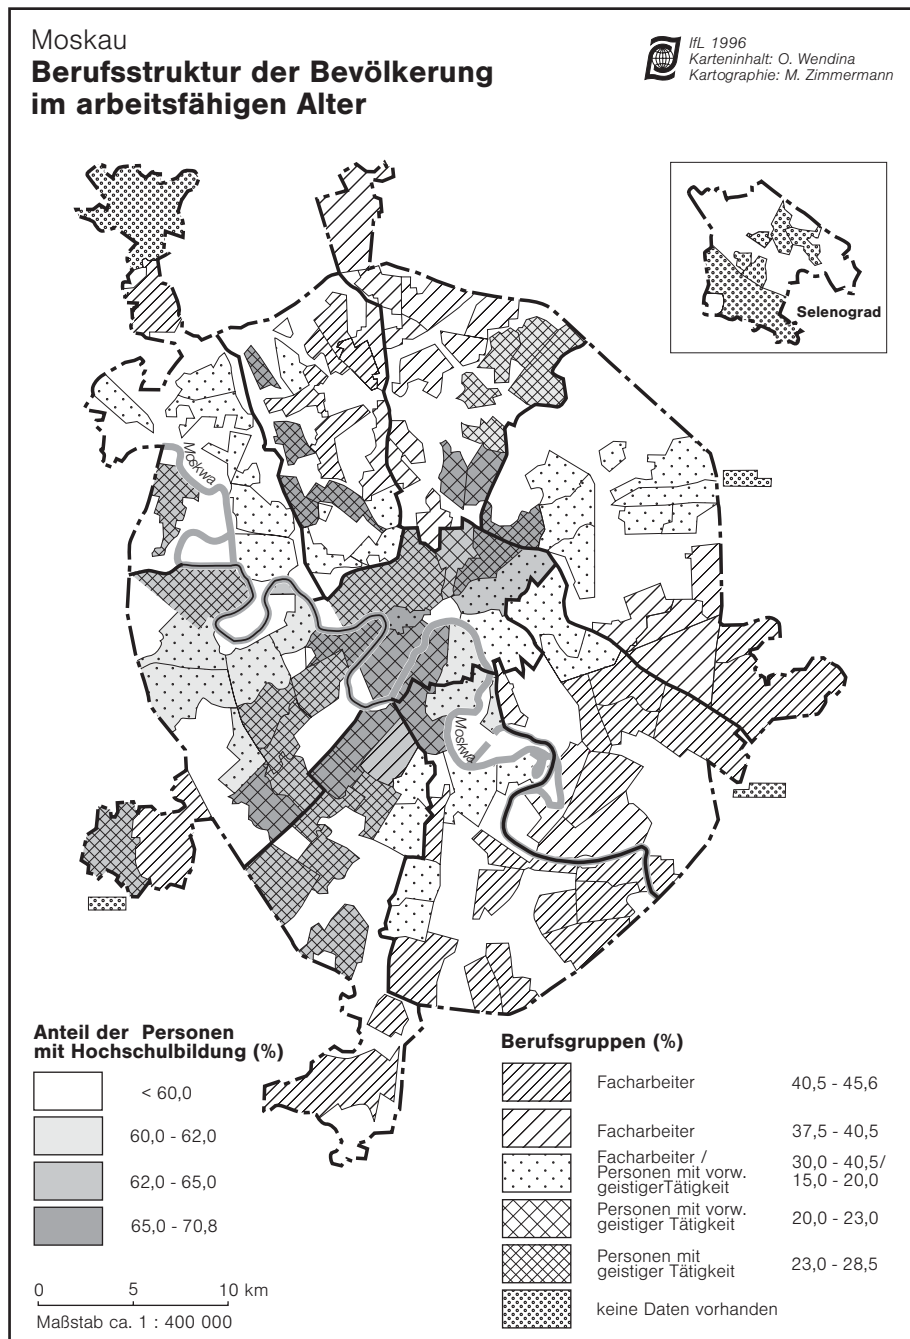 Moskau
Berufsstruktur der Bevölkerung
im arbeitsfähigen Alter
IfL 1996
Karteninhalt: O. Wendina
Kartographie: M. Zimmermann
Selenograd
Moskwa
Moskwa
Anteil der Personen
mit Hochschulbildung (%)
< 60,0
60,0 - 62,0
62,0 - 65,0
65,0 - 70,8
0 5 10 km
Maßstab ca. 1 : 400 000
Berufsgruppen (%)
Facharbeiter 40,5 - 45,6
Facharbeiter 37,5 - 40,5
Facharbeiter / 30,0 - 40,5/
Personen mit vorw. 15,0 - 20,0
geistigerTätigkeit
Personen mit vorw. 20,0 - 23,0
geistiger Tätigkeit
Personen mit 23,0 - 28,5
geistiger Tätigkeit
keine Daten vorhanden